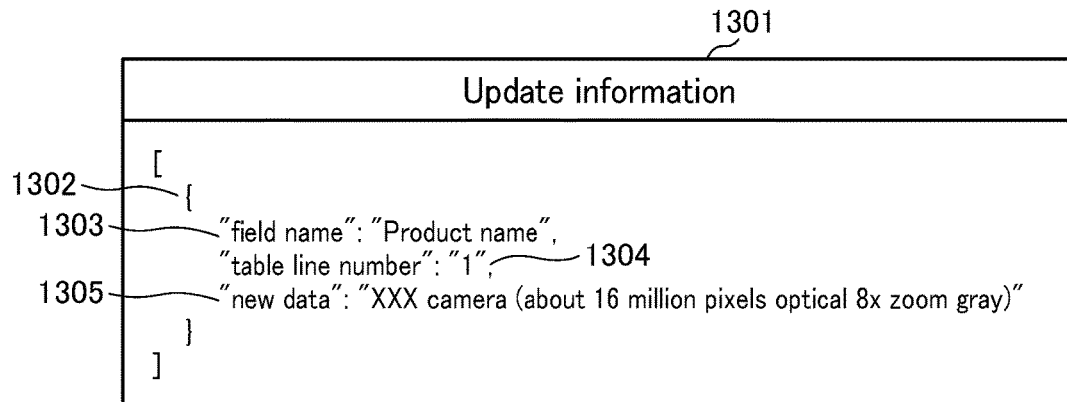 1301
Update information
[
1302 {
1303 "field name": "Product name",
"table line number": "1", 1304
1305 "new data": "XXX camera (about 16 million pixels optical 8x zoom gray)"
}
]